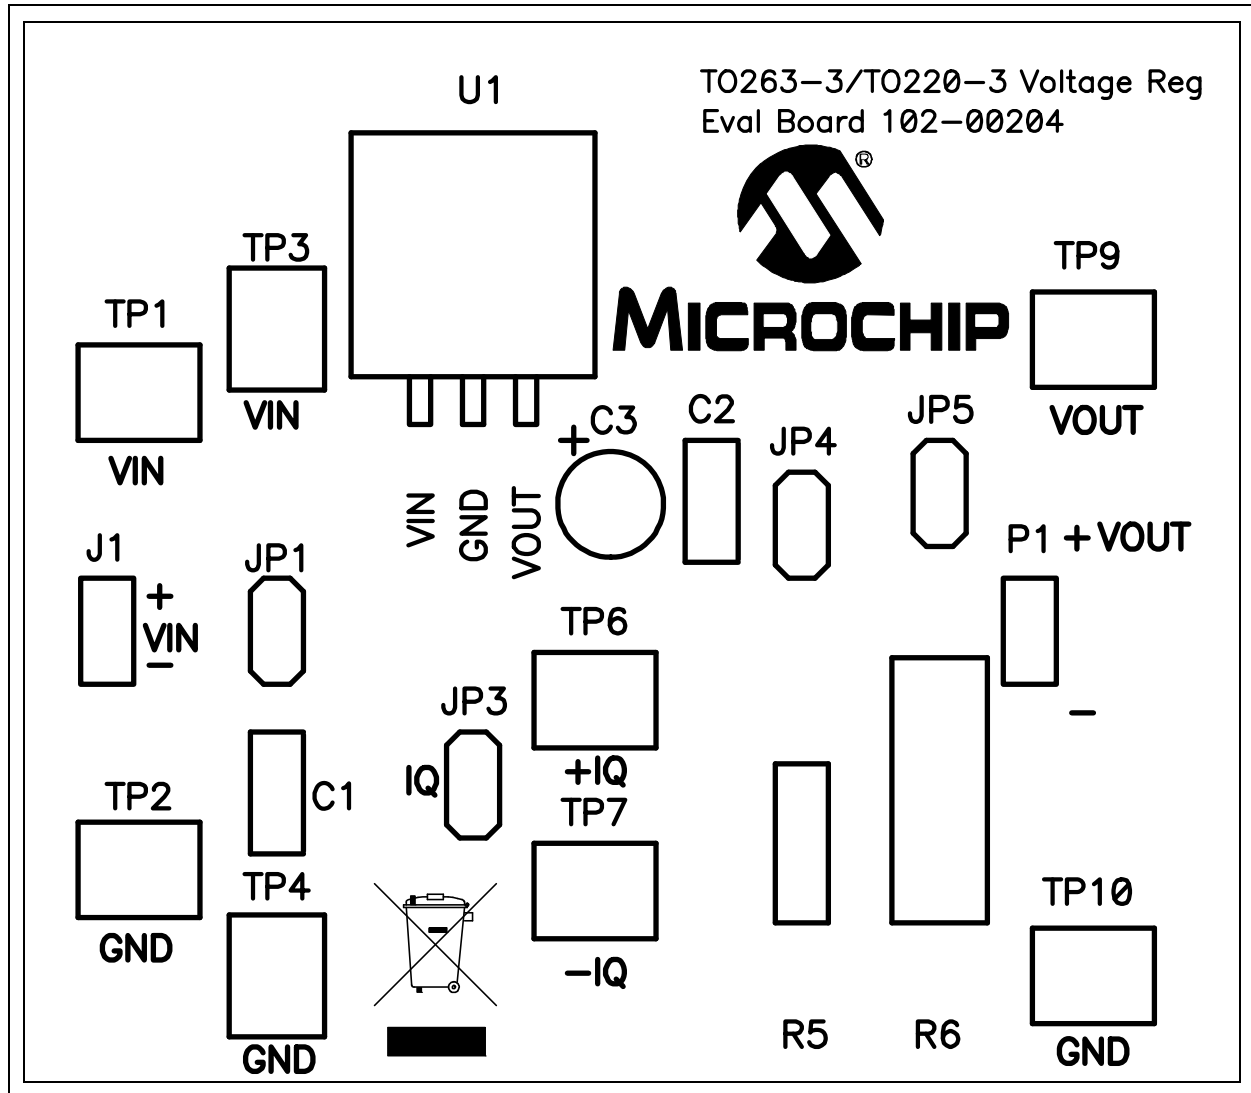 TO263-3/TO220-3 Voltage Reg
Eval Board 102-00204
U1
®
MICROCHIP
TP3
VIN
TP1
VIN
TP9
VOUT
C3
+
C2
JP4
JP5
VIN
GND
VOUT
P1 + VOUT
-
J1
+
VIN
-
JP1
TP6
+IQ
JP3
IQ
TP7
-IQ
C1
TP2
GND
TP4
GND
R5
R6
TP10
GND